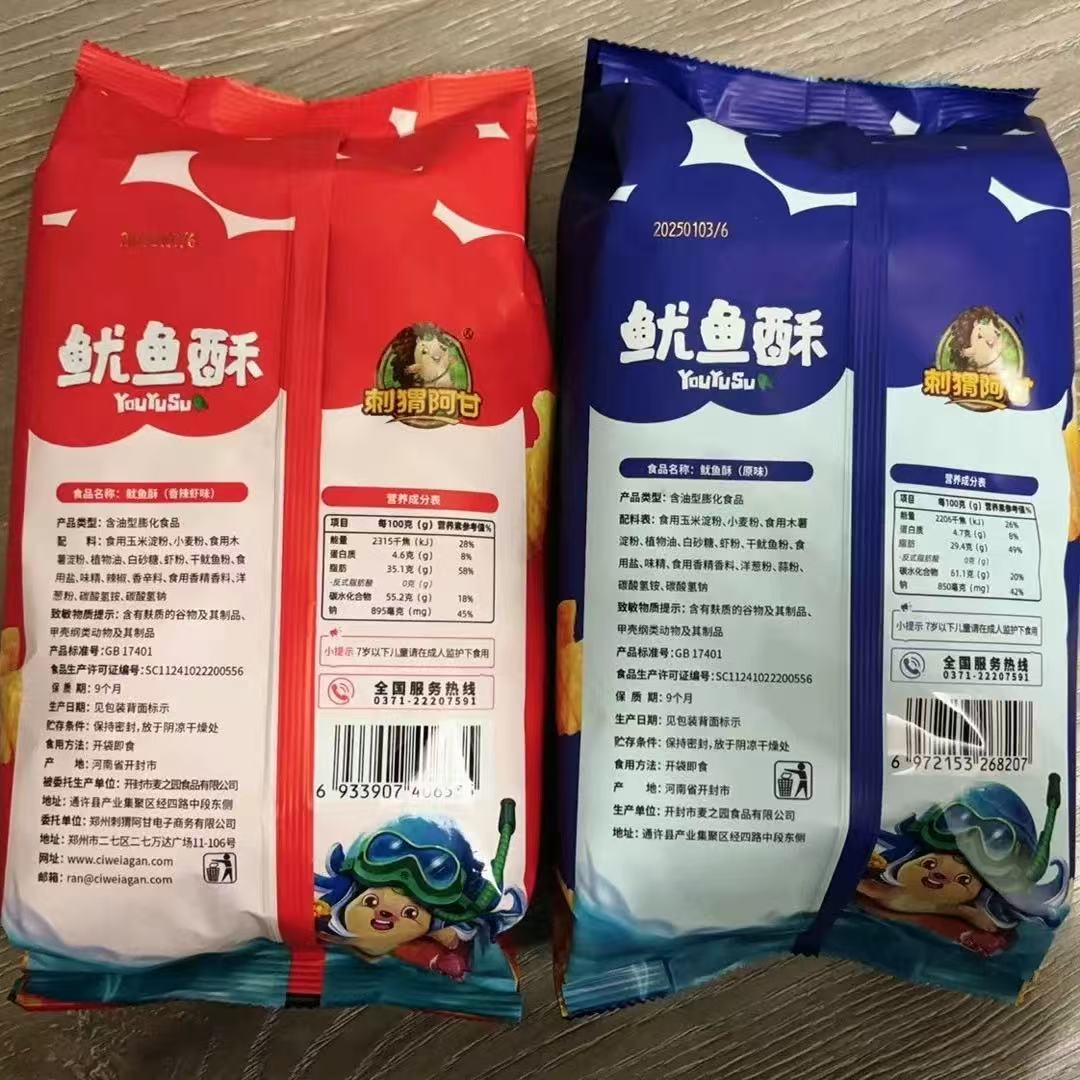 鱿鱼酥
YouYuSu
刺猬阿甘
食品名称：鱿鱼酥（香辣虾味）
产品类型：含油型膨化食品
配 料：食用玉米淀粉、小麦粉、食用木
薯淀粉、植物油、白砂糖、虾粉、干鱿鱼粉、食
用盐、味精、辣椒、香辛料、食用香精香料、洋
葱粉、碳酸氢铵、碳酸氢钠
致敏物质提示：含有麸质的谷物及其制品、
甲壳纲类动物及其制品
产品标准号：GB 17401
食品生产许可证编号：SC11241022200556
保 质 期：9个月
生产日期：见包装背面标示
贮存条件：保持密封，放于阴凉干燥处
食用方法：开袋即食
产 地：河南省开封市
被委托生产单位：开封市麦之园食品有限公司
地址：通许县产业集聚区经四路中段东侧
委托单位：郑州刺猬阿甘电子商务有限公司
地址：郑州市二七区二七万达广场11-106号
网址：www.ciweiagan.com
邮箱：ran@ciweiagan.com
营养成分表
项目 每100克（g） 营养素参考值%
能量 2315千焦（kJ） 28%
蛋白质 4.6克（g） 8%
脂肪 35.1克（g） 58%
-反式脂肪酸 0克（g）
碳水化合物 55.2克（g） 18%
钠 895毫克（mg） 45%
小提示 7岁以下儿童请在成人监护下食用
全国服务热线
0371-22207591
6 933907
20250103/6
鱿鱼酥
YouYuSu
刺猬阿甘
食品名称：鱿鱼酥（原味）
产品类型：含油型膨化食品
配料表：食用玉米淀粉、小麦粉、食用木薯
淀粉、植物油、白砂糖、虾粉、干鱿鱼粉、食
用盐、味精、食用香精香料、洋葱粉、蒜粉、
碳酸氢铵、碳酸氢钠
致敏物质提示：含有麸质的谷物及其制品、
甲壳纲类动物及其制品
产品标准号：GB 17401
食品生产许可证编号：SC11241022200556
保 质 期：9个月
生产日期：见包装背面标示
贮存条件：保持密封，放于阴凉干燥处
食用方法：开袋即食
产 地：河南省开封市
生产单位：开封市麦之园食品有限公司
地址：通许县产业集聚区经四路中段东侧
营养成分表
项目 每100克（g） 营养素参考值%
能量 2206千焦（kJ） 26%
蛋白质 4.7克（g） 8%
脂肪 29.4克（g） 49%
-反式脂肪酸 0克（g）
碳水化合物 61.1克（g） 20%
钠 850毫克（mg） 42%
小提示 7岁以下儿童请在成人监护下食用
全国服务热线
0371-22207591
6 972153 268207